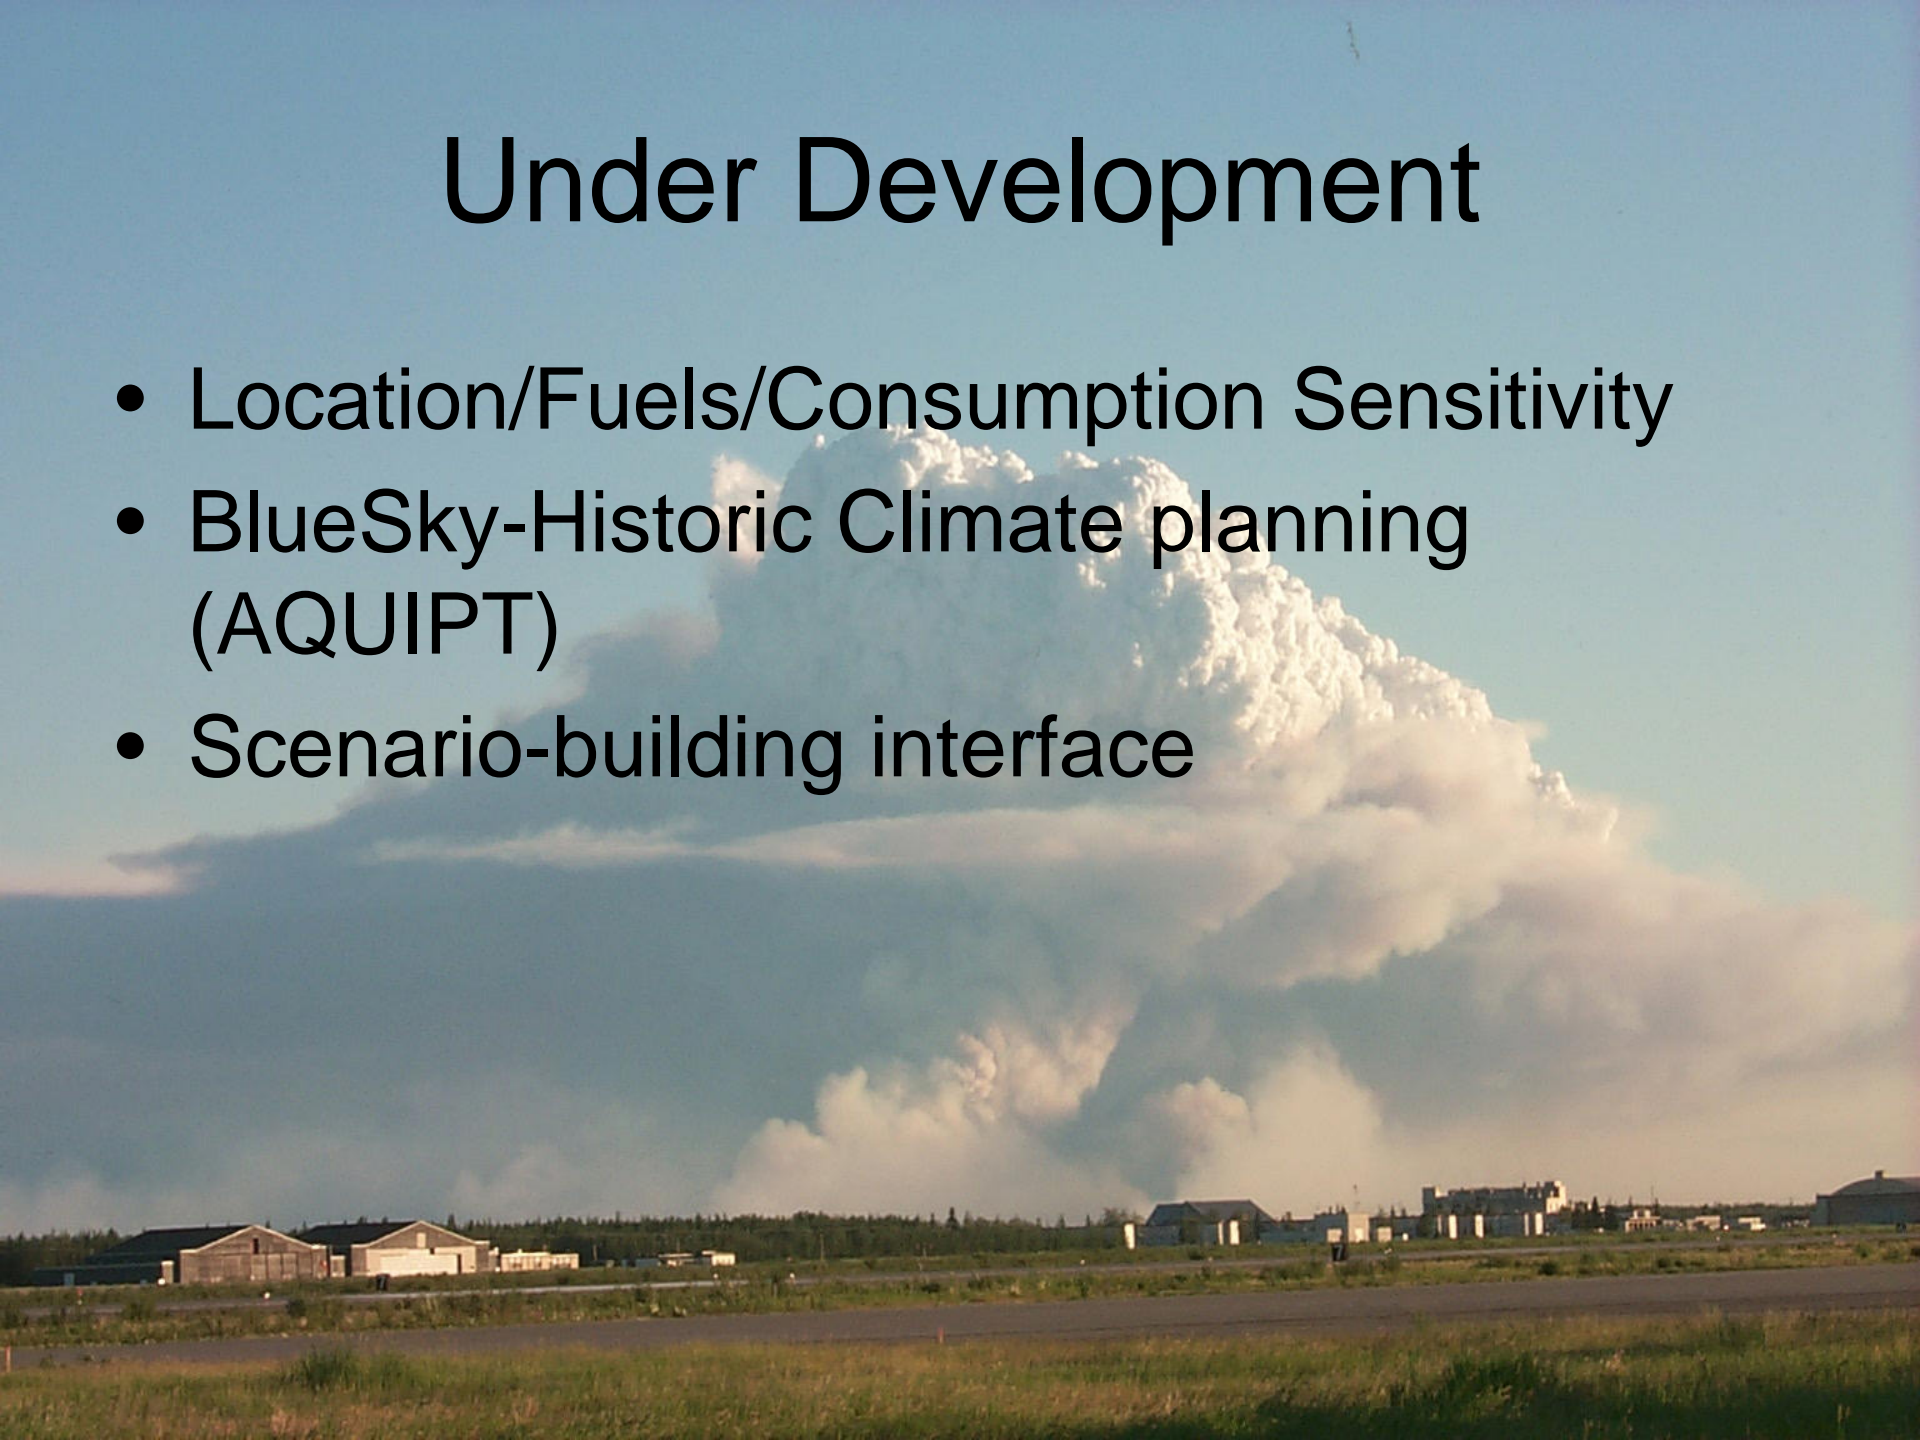 Under Development
• Location/Fuels/Consumption Sensitivity
• BlueSky-Historic Climate planning
(AQUIPT)
• Scenario-building interface